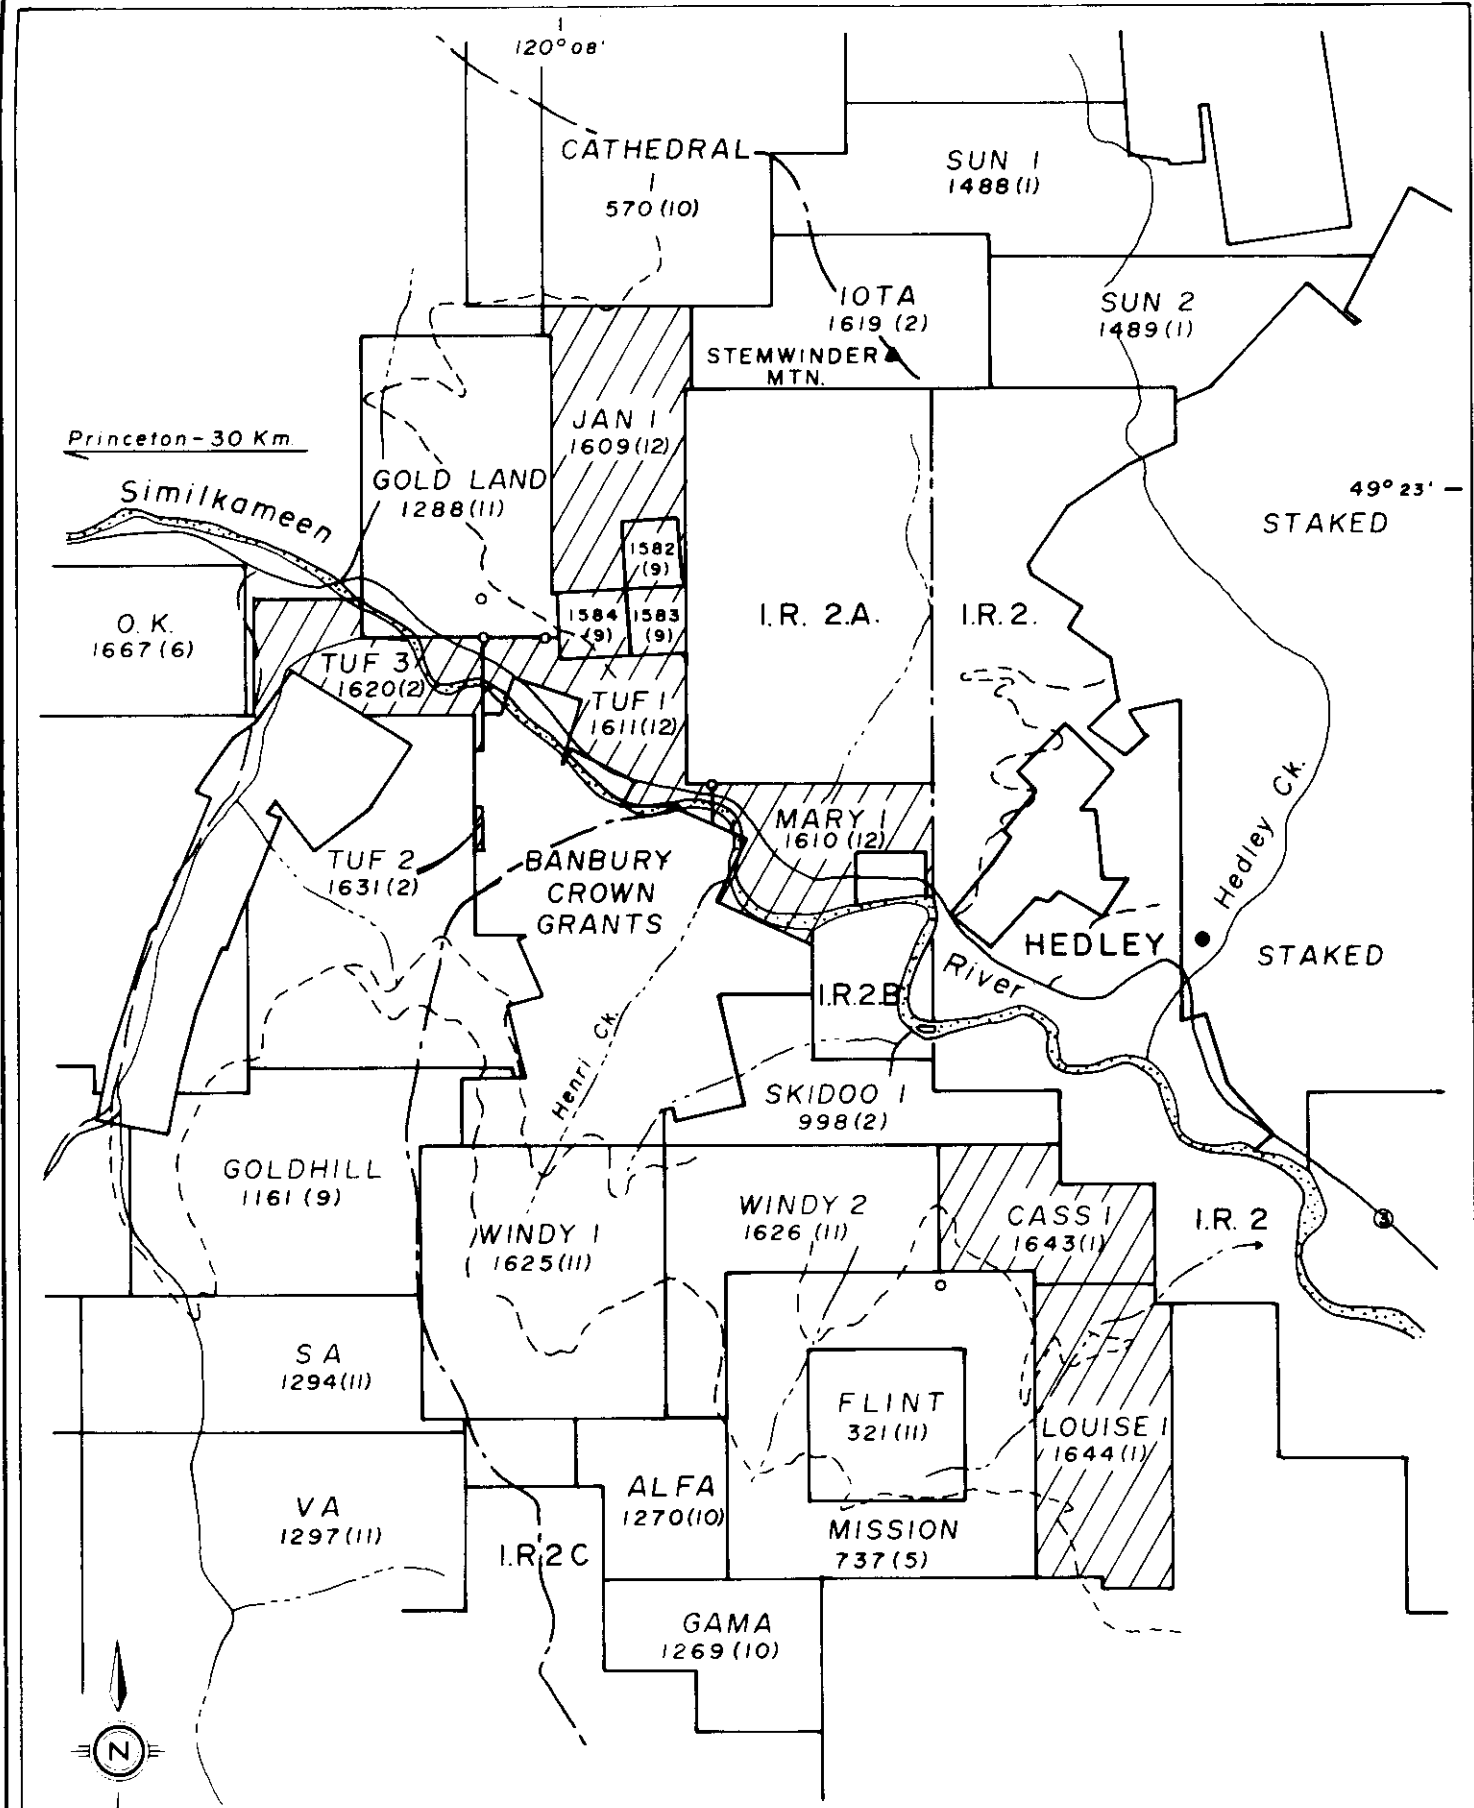 120° 08'
CATHEDRAL
1
570 (10)
SUN 1
1488(1)
IOTA
1619 (2)
SUN 2
1489(1)
STEMWINDER
MTN.
JAN 1
1609(12)
Princeton-30 Km.
GOLD LAND
1288(11)
Similkameen
49° 23'
STAKED
1582
(9)
1584
(9)
1583
(9)
I.R. 2.A.
I.R. 2.
O.K.
1667 (6)
TUF 3
1620(2)
TUF 1
1611(12)
MARY 1
1610 (12)
Hedley Ck.
TUF 2
1631(2)
BANBURY
CROWN
GRANTS
HEDLEY
STAKED
River
I.R.2.B
Henri Ck.
SKIDOO 1
998(2)
GOLDHILL
1161 (9)
WINDY 1
1625(11)
WINDY 2
1626 (11)
CASS 1
1643(1)
I.R. 2
3
SA
1294(11)
FLINT
321(11)
LOUISE 1
1644(1)
VA
1297(11)
ALFA
1270(10)
I.R.2C
MISSION
737(5)
GAMA
1269(10)
N